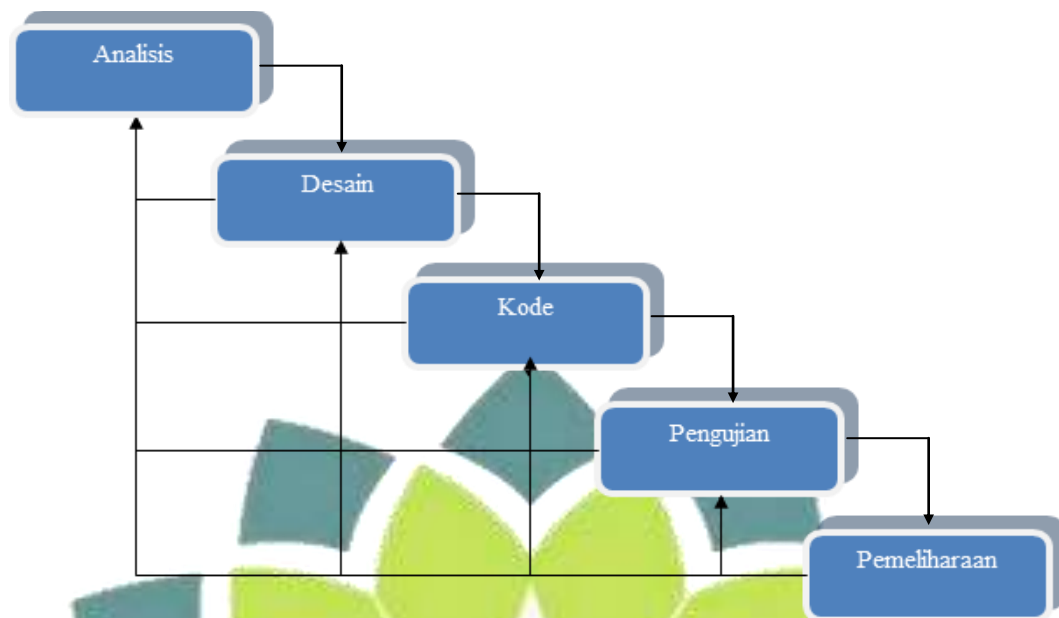 Analisis
Desain
Kode
Pengujian
Pemeliharaan